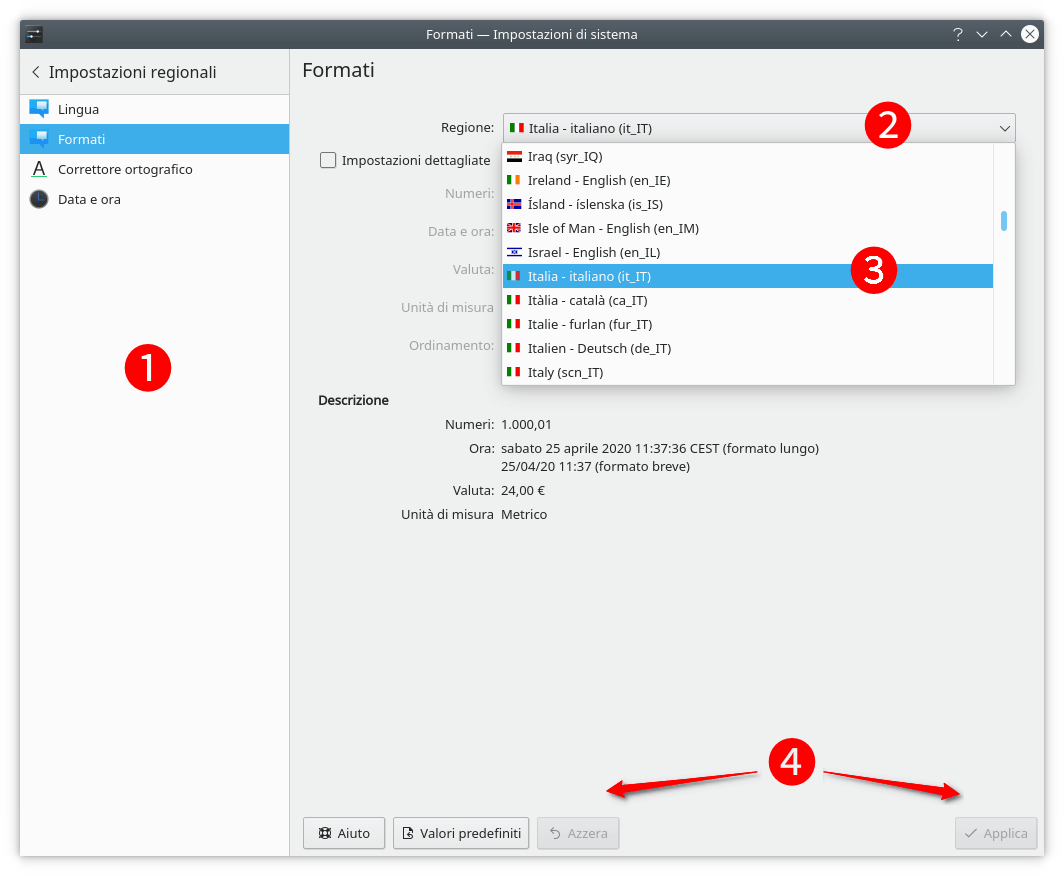 Formati — Impostazioni di sistema
Impostazioni regionali
Lingua
Formati
Correttore ortografico
Data e ora
1
Formati
Regione: Italia - italiano (it_IT)
2
Impostazioni dettagliate
Numeri:
Data e ora:
Valuta:
Unità di misura
Ordinamento:
Iraq (syr_IQ)
Ireland - English (en_IE)
Ísland - íslenska (is_IS)
Isle of Man - English (en_IM)
Israel - English (en_IL)
Italia - italiano (it_IT)
3
Itàlia - català (ca_IT)
Italie - furlan (fur_IT)
Italien - Deutsch (de_IT)
Italy (scn_IT)
Descrizione
Numeri: 1.000,01
Ora: sabato 25 aprile 2020 11:37:36 CEST (formato lungo)
25/04/20 11:37 (formato breve)
Valuta: 24,00 €
Unità di misura Metrico
4
Aiuto Valori predefiniti Azzera Applica